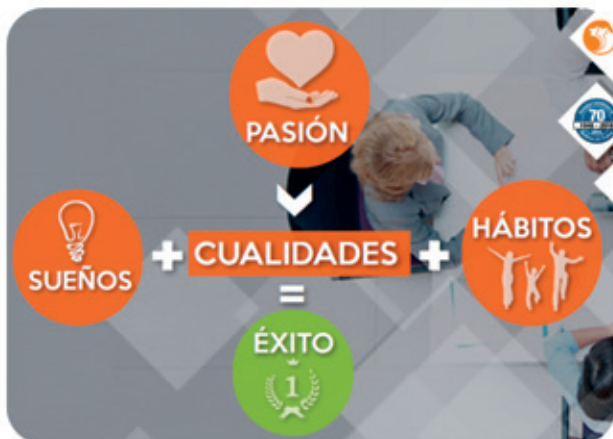 PASIÓN
SUEÑOS
+ CUALIDADES +
HÁBITOS
=
ÉXITO
1
70